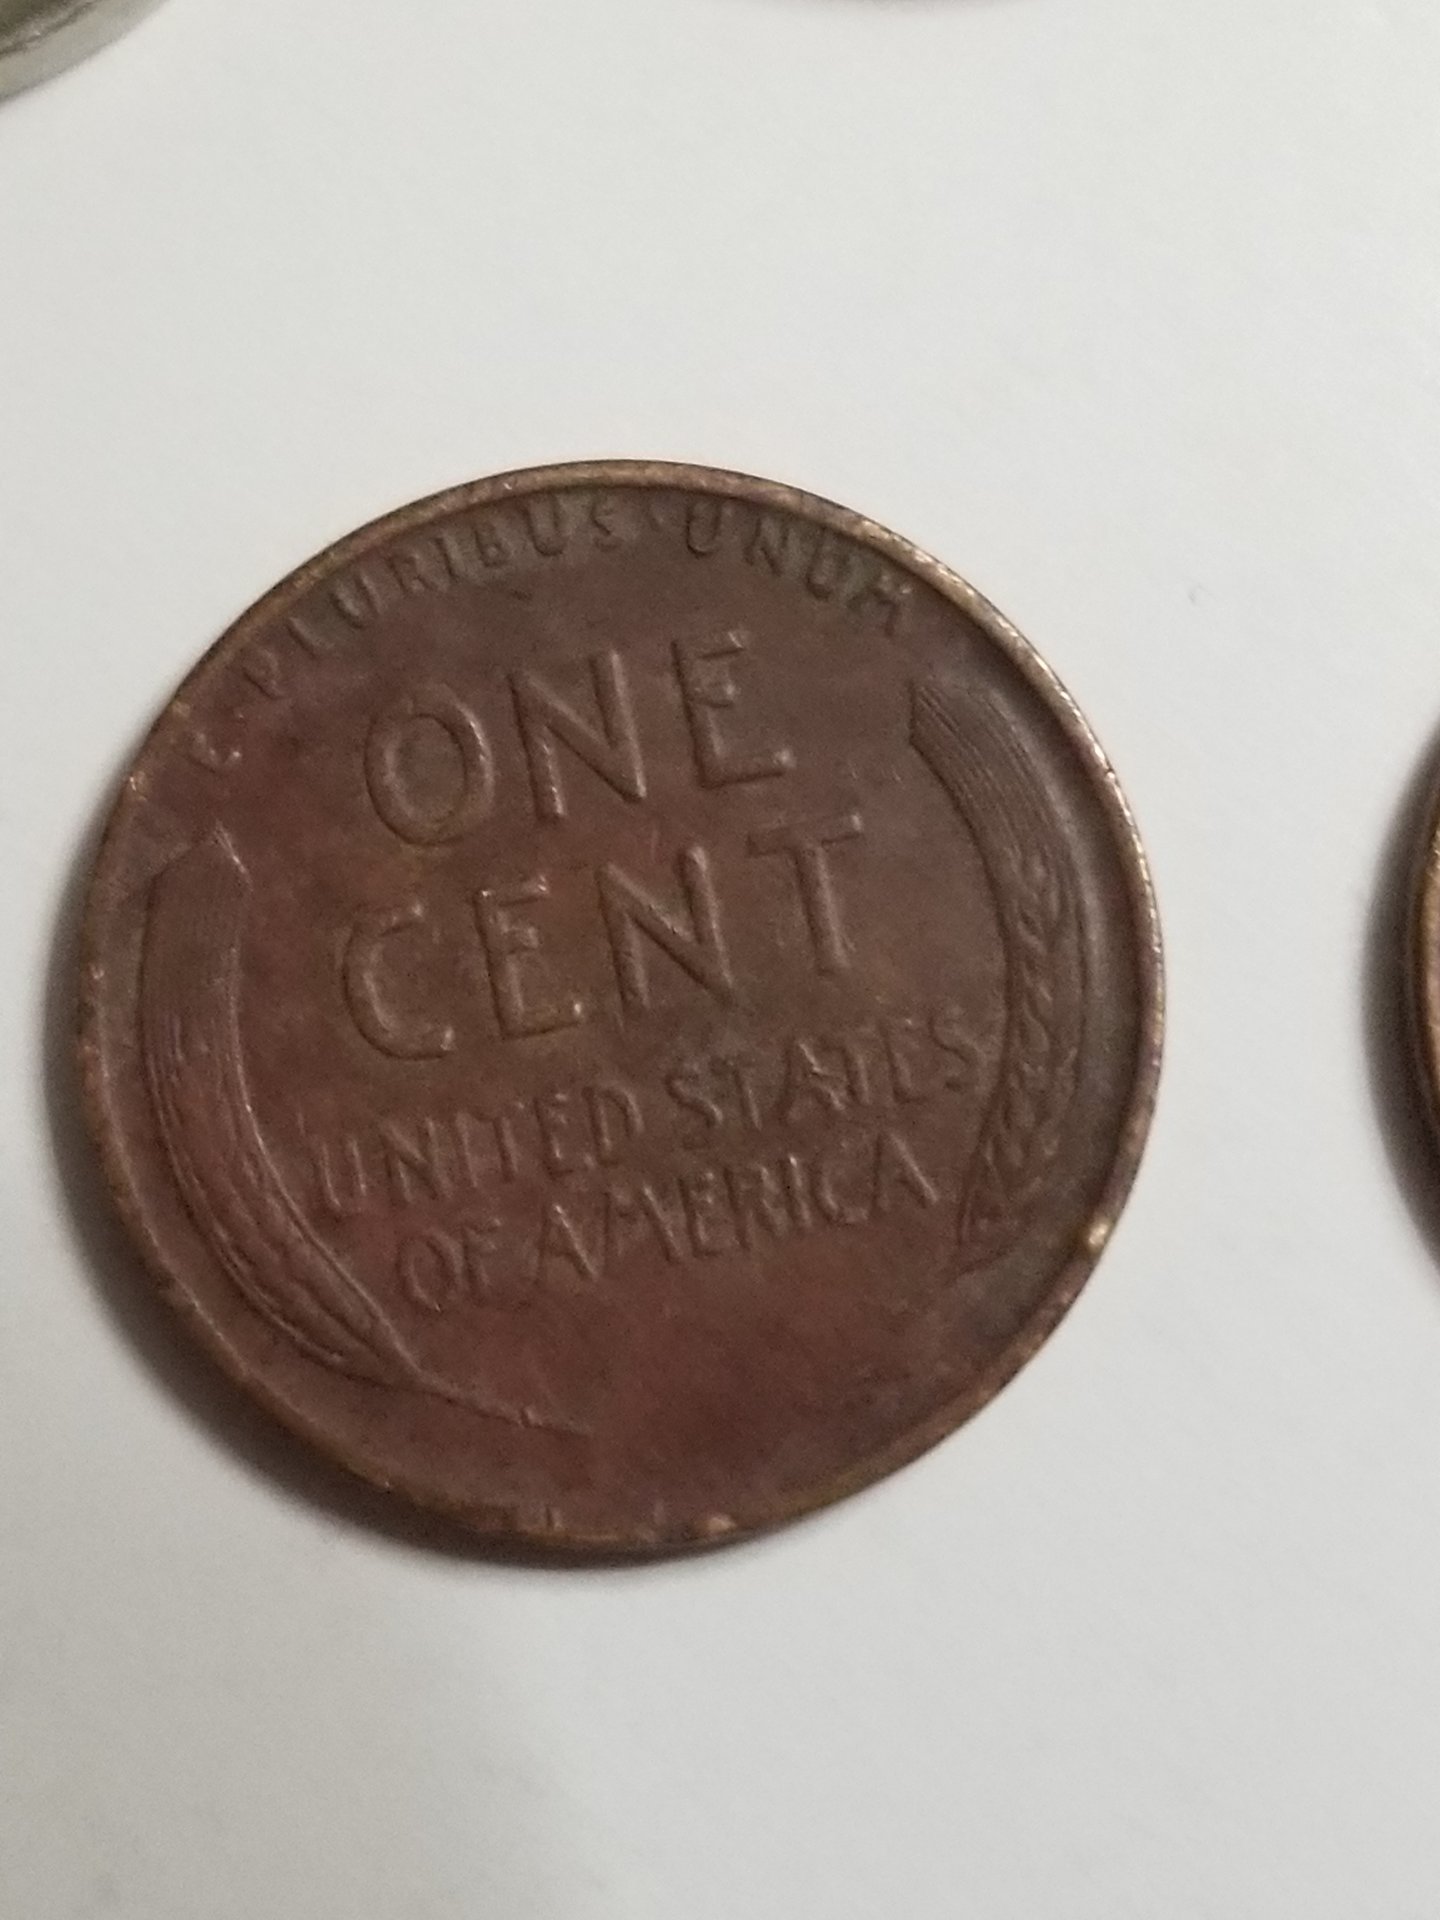 E·PLURIBUS·UNUM
ONE
CENT
UNITED STATES
OF AMERICA